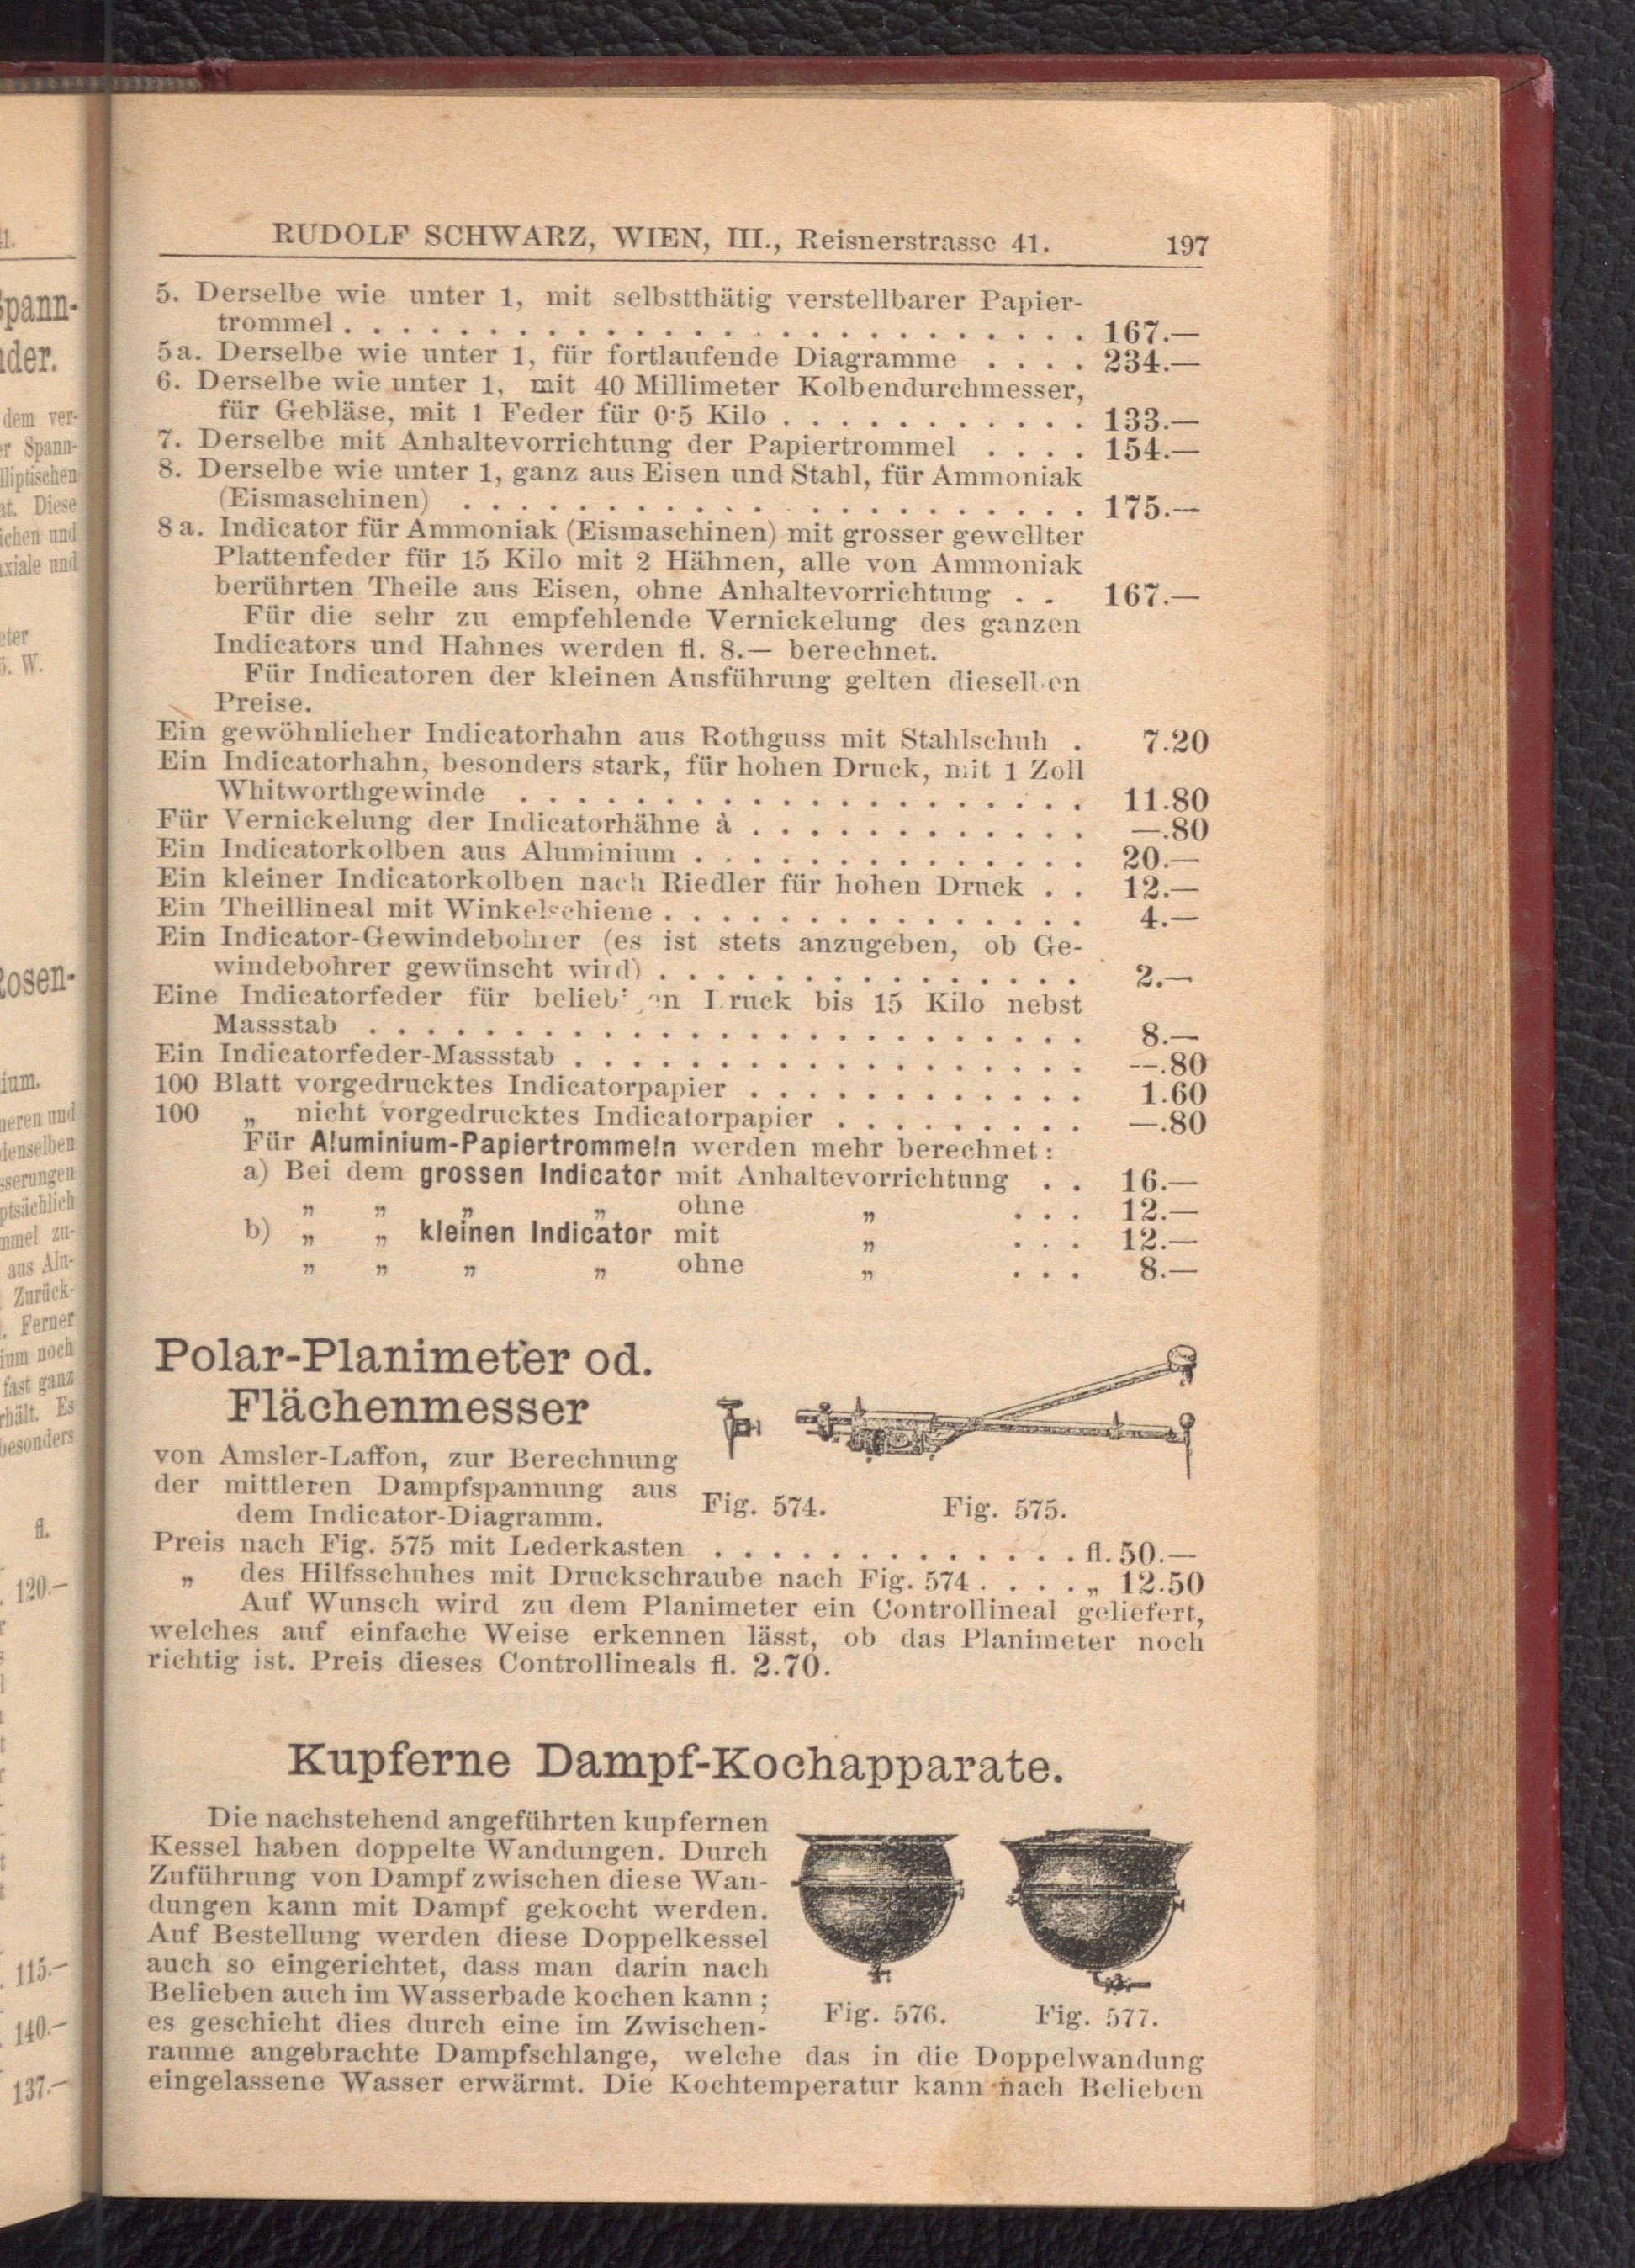 RUDOLF SCHWARZ, WIEN, III., Reisnerstrasse 41. 197
5. Derselbe wie unter 1, mit selbstthätig verstellbarer Papier-
trommel . . . . . . . . . . . . . . . . . . . . . . . . . . 167.—
5a. Derselbe wie unter 1, für fortlaufende Diagramme . . . . 234.—
6. Derselbe wie unter 1, mit 40 Millimeter Kolbendurchmesser,
für Gebläse, mit 1 Feder für 0·5 Kilo . . . . . . . . . . . 133.—
7. Derselbe mit Anhaltevorrichtung der Papiertrommel . . . . 154.—
8. Derselbe wie unter 1, ganz aus Eisen und Stahl, für Ammoniak
(Eismaschinen) . . . . . . . . . . . . . . . . . . . . . . 175.—
8a. Indicator für Ammoniak (Eismaschinen) mit grosser gewellter
Plattenfeder für 15 Kilo mit 2 Hähnen, alle von Ammoniak
berührten Theile aus Eisen, ohne Anhaltevorrichtung . . 167.—
Für die sehr zu empfehlende Vernickelung des ganzen
Indicators und Hahnes werden fl. 8.— berechnet.
Für Indicatoren der kleinen Ausführung gelten dieselben
Preise.
Ein gewöhnlicher Indicatorhahn aus Rothguss mit Stahlschuh . 7.20
Ein Indicatorhahn, besonders stark, für hohen Druck, mit 1 Zoll
Whitworthgewinde . . . . . . . . . . . . . . . . . . . . 11.80
Für Vernickelung der Indicatorhähne à . . . . . . . . . . . . —.80
Ein Indicatorkolben aus Aluminium . . . . . . . . . . . . . . 20.—
Ein kleiner Indicatorkolben nach Riedler für hohen Druck . . 12.—
Ein Theillineal mit Winkelschiene . . . . . . . . . . . . . . . 4.—
Ein Indicator-Gewindebohrer (es ist stets anzugeben, ob Ge-
windebohrer gewünscht wird) . . . . . . . . . . . . . . . 2.—
Eine Indicatorfeder für beliebigen Druck bis 15 Kilo nebst
Massstab . . . . . . . . . . . . . . . . . . . . . . . . . 8.—
Ein Indicatorfeder-Massstab . . . . . . . . . . . . . . . . . . —.80
100 Blatt vorgedrucktes Indicatorpapier . . . . . . . . . . . . 1.60
100 „ nicht vorgedrucktes Indicatorpapier . . . . . . . . . —.80
Für Aluminium-Papiertrommeln werden mehr berechnet:
a) Bei dem grossen Indicator mit Anhaltevorrichtung . . 16.—
„ „ „ „ ohne „ . . . 12.—
b) „ „ kleinen Indicator mit „ . . . 12.—
„ „ „ „ ohne „ . . . 8.—
Polar-Planimeter od.
Flächenmesser
von Amsler-Laffon, zur Berechnung
der mittleren Dampfspannung aus
dem Indicator-Diagramm.
Fig. 574. Fig. 575.
Preis nach Fig. 575 mit Lederkasten . . . . . . . . . . . . . fl. 50.—
„ des Hilfsschuhes mit Druckschraube nach Fig. 574 . . . . „ 12.50
Auf Wunsch wird zu dem Planimeter ein Controllineal geliefert,
welches auf einfache Weise erkennen lässt, ob das Planimeter noch
richtig ist. Preis dieses Controllineals fl. 2.70.
Kupferne Dampf-Kochapparate.
Die nachstehend angeführten kupfernen
Kessel haben doppelte Wandungen. Durch
Zuführung von Dampf zwischen diese Wan-
dungen kann mit Dampf gekocht werden.
Auf Bestellung werden diese Doppelkessel
auch so eingerichtet, dass man darin nach
Belieben auch im Wasserbade kochen kann;
es geschieht dies durch eine im Zwischen-
Fig. 576. Fig. 577.
raume angebrachte Dampfschlange, welche das in die Doppelwandung
eingelassene Wasser erwärmt. Die Kochtemperatur kann nach Belieben